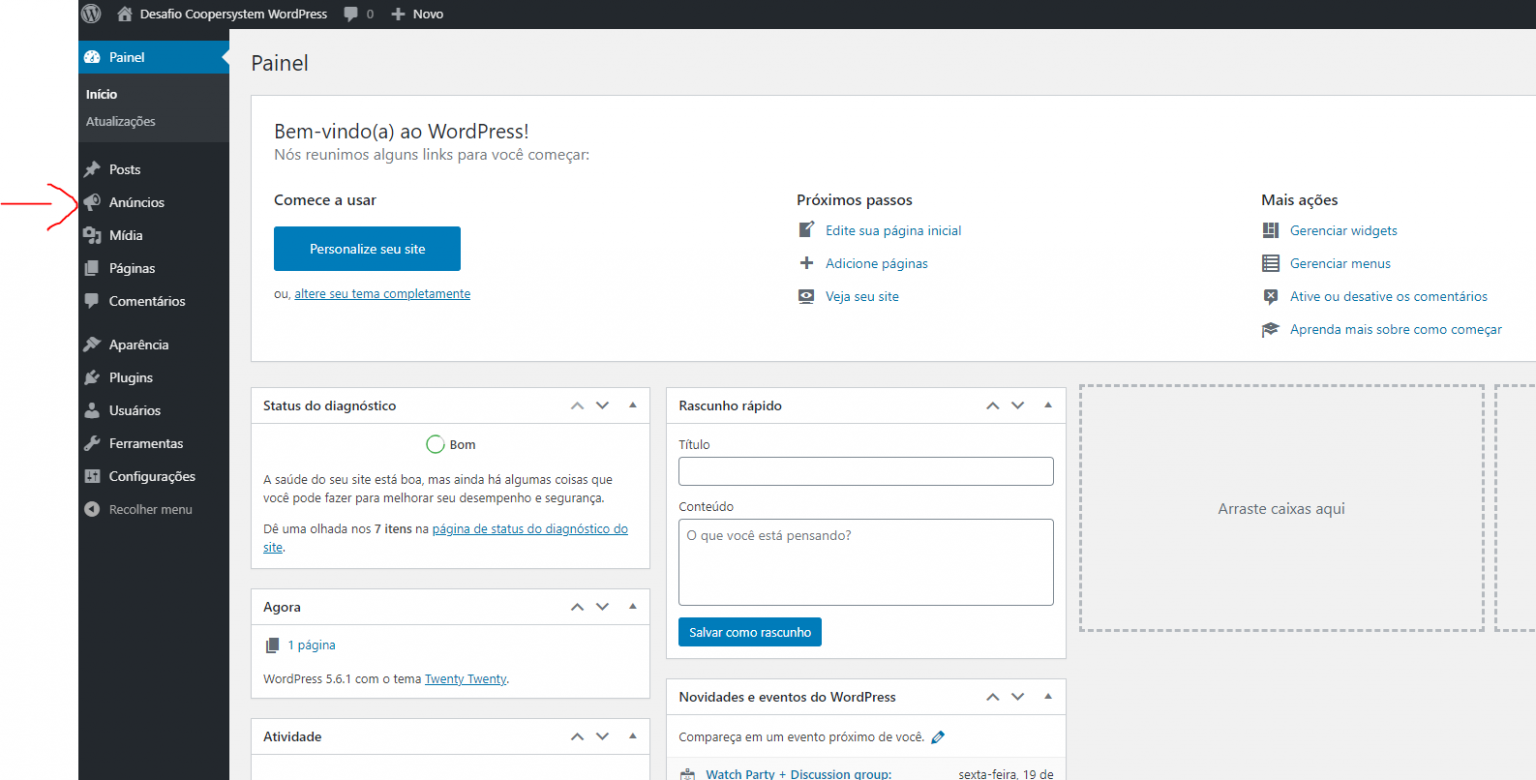 Desafio Coopersystem WordPress 0 Novo
Painel
Início
Atualizações
Posts
Anúncios
Mídia
Páginas
Comentários
Aparência
Plugins
Usuários
Ferramentas
Configurações
Recolher menu
Painel
Bem-vindo(a) ao WordPress!
Nós reunimos alguns links para você começar:
Comece a usar
Personalize seu site
ou, altere seu tema completamente
Próximos passos
Edite sua página inicial
Adicione páginas
Veja seu site
Mais ações
Gerenciar widgets
Gerenciar menus
Ative ou desative os comentários
Aprenda mais sobre como começar
Status do diagnóstico
Bom
A saúde do seu site está boa, mas ainda há algumas coisas que
você pode fazer para melhorar seu desempenho e segurança.
Dê uma olhada nos 7 itens na página de status do diagnóstico do
site.
Agora
1 página
WordPress 5.6.1 com o tema Twenty Twenty.
Atividade
Rascunho rápido
Título
Conteúdo
O que você está pensando?
Salvar como rascunho
Novidades e eventos do WordPress
Compareça em um evento próximo de você.
Watch Party + Discussion group: sexta-feira, 19 de
Arraste caixas aqui